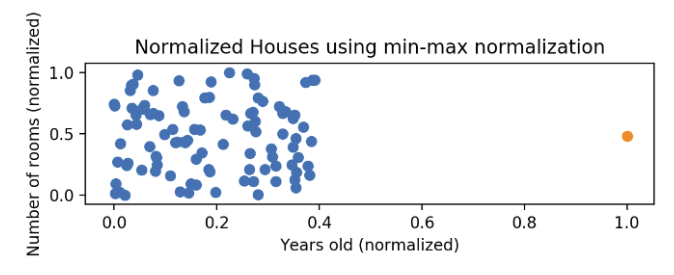 Normalized Houses using min-max normalization
Number of rooms (normalized)
1.0
0.5
0.0
0.0 0.2 0.4 0.6 0.8 1.0
Years old (normalized)